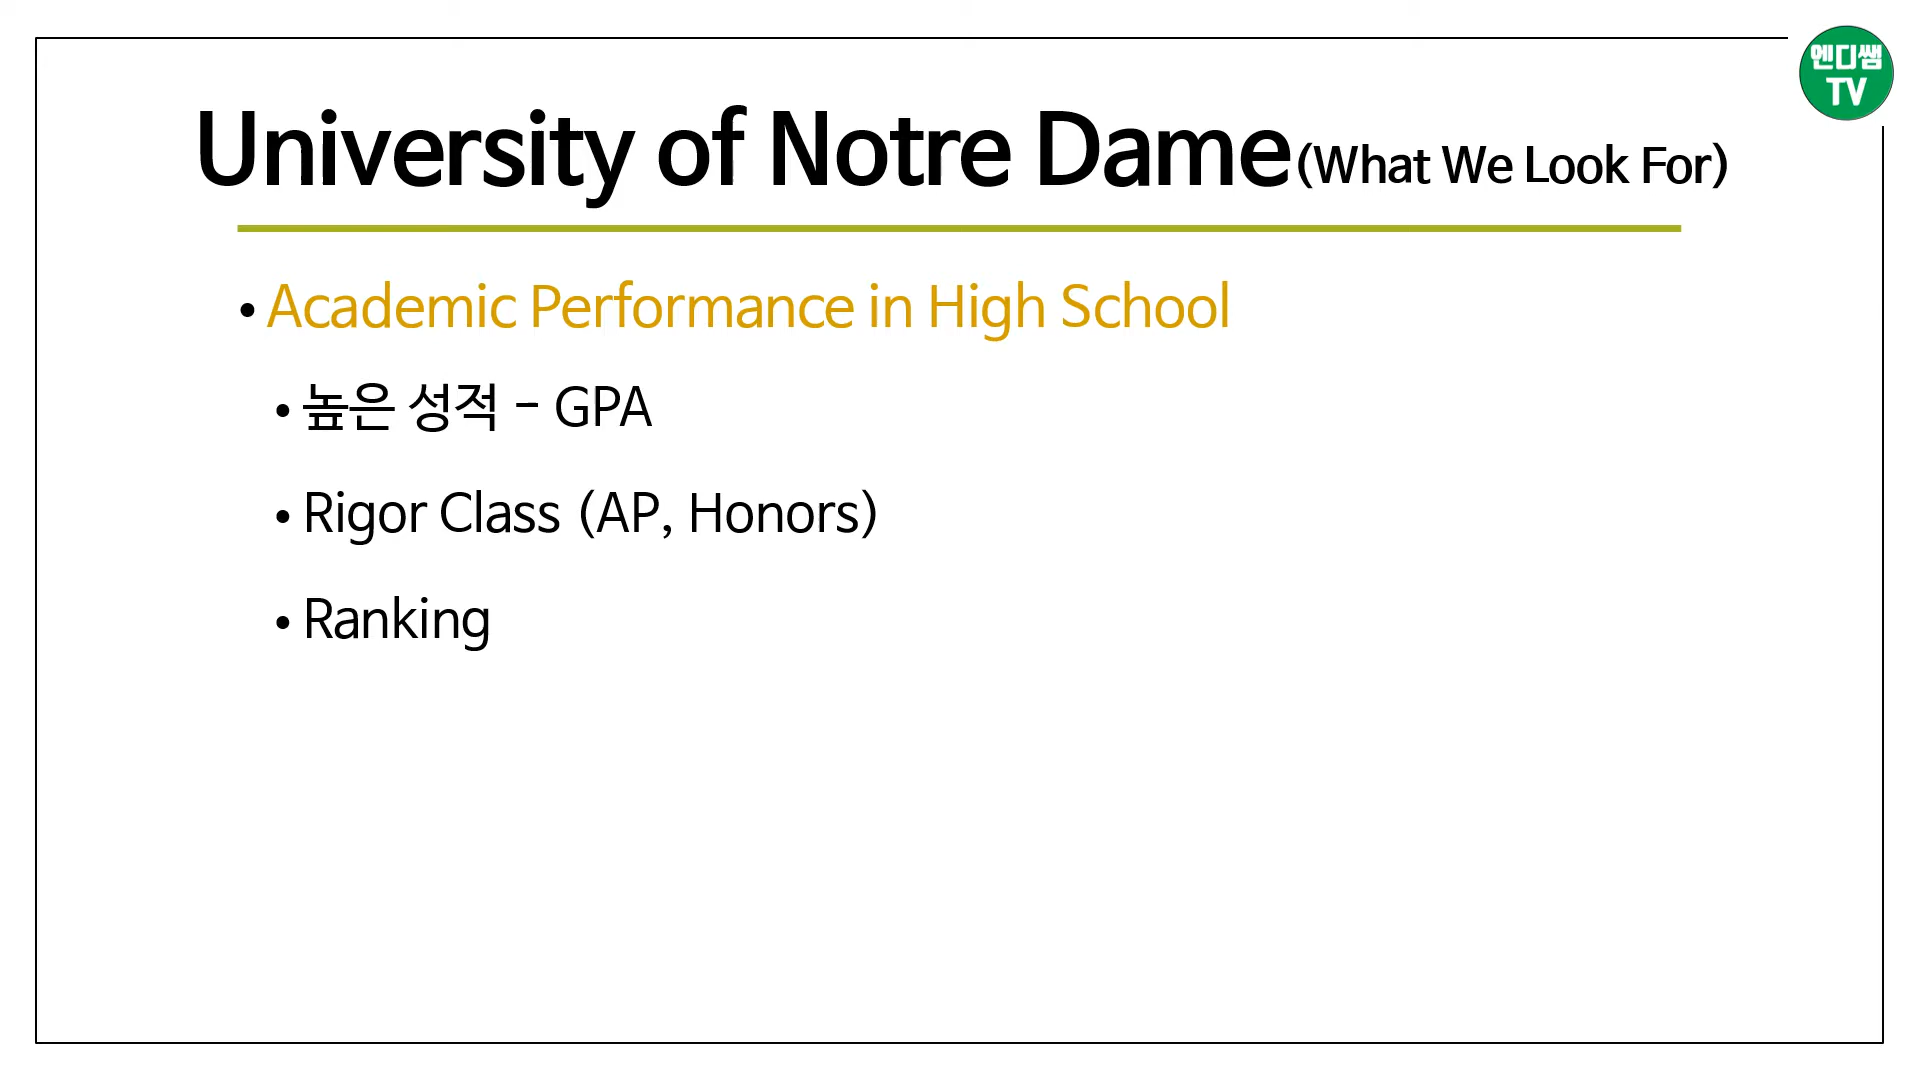 엔디쌤
TV
University of Notre Dame(What We Look For)
• Academic Performance in High School
• 높은 성적 - GPA
• Rigor Class (AP, Honors)
• Ranking